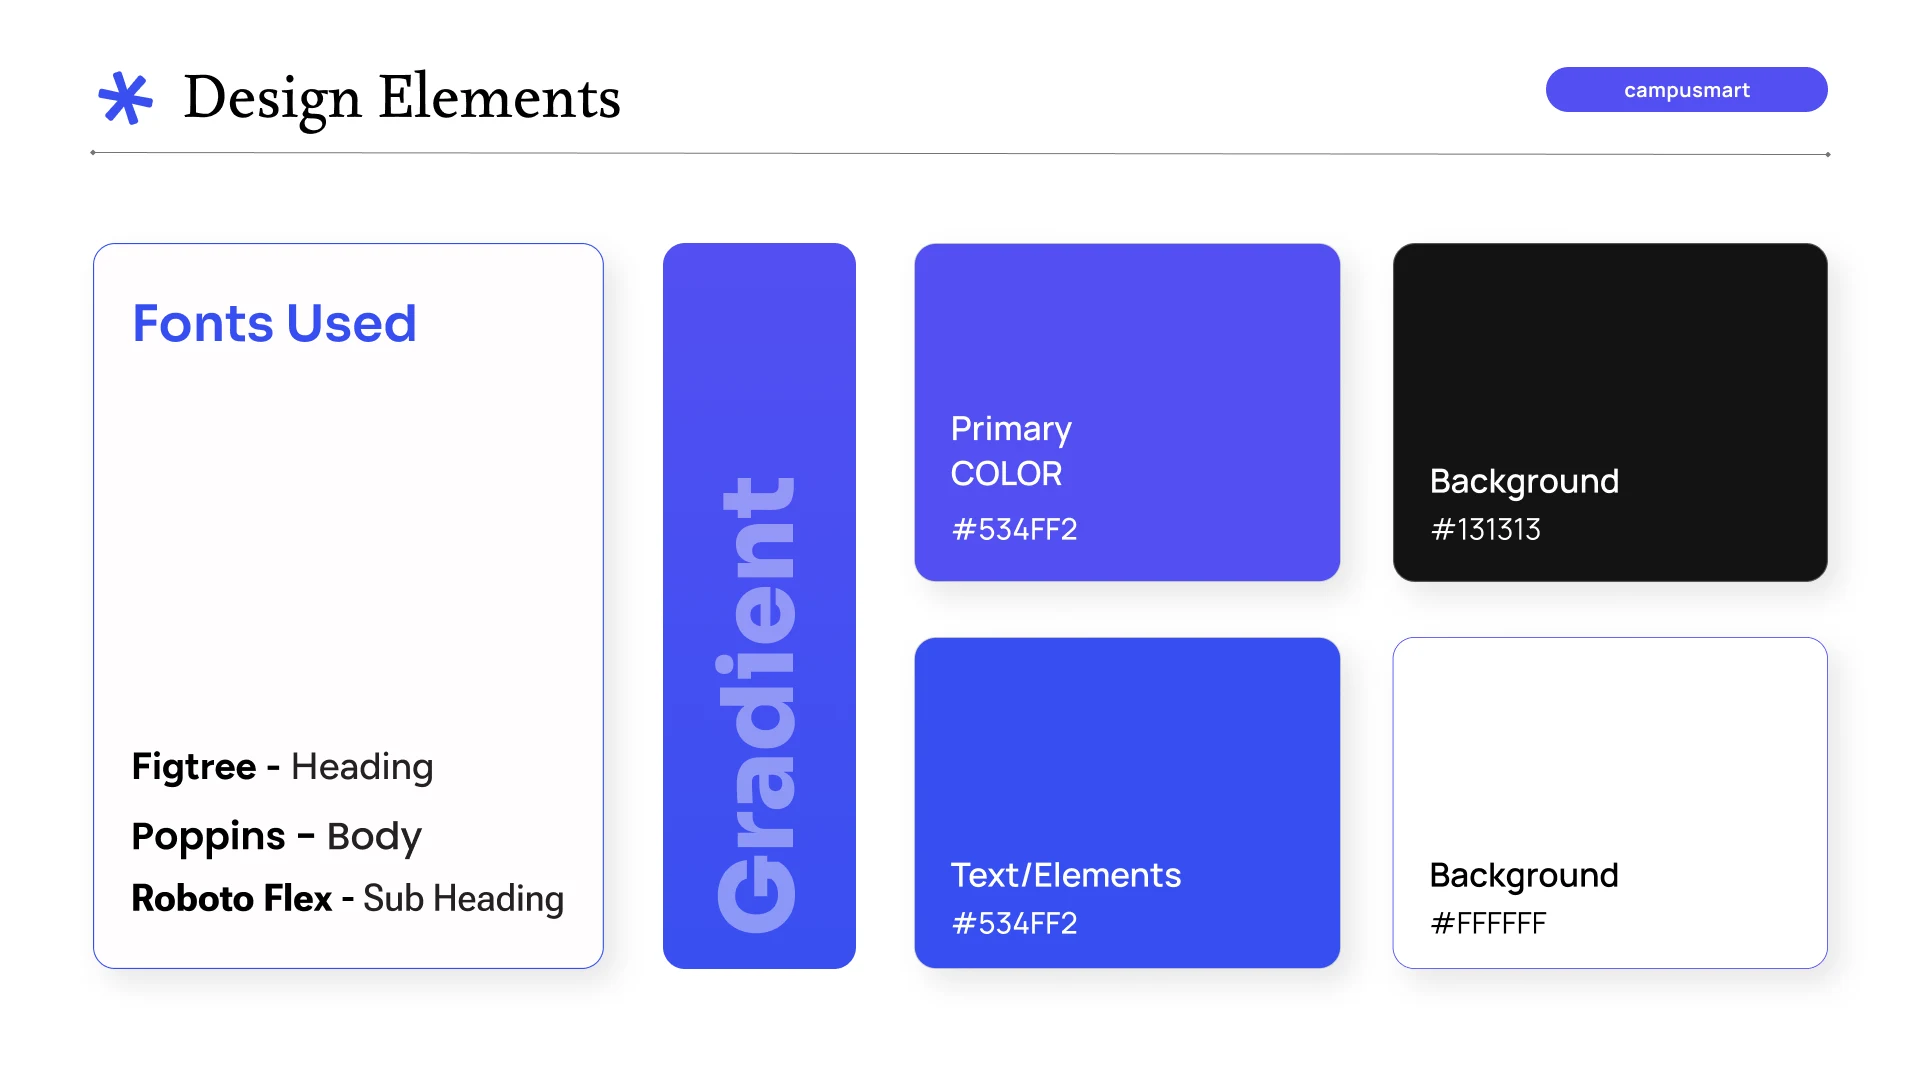 Design Elements
campusmart
Fonts Used
Figtree - Heading
Poppins - Body
Roboto Flex - Sub Heading
Gradient
Primary
COLOR
#534FF2
Background
#131313
Text/Elements
#534FF2
Background
#FFFFFF